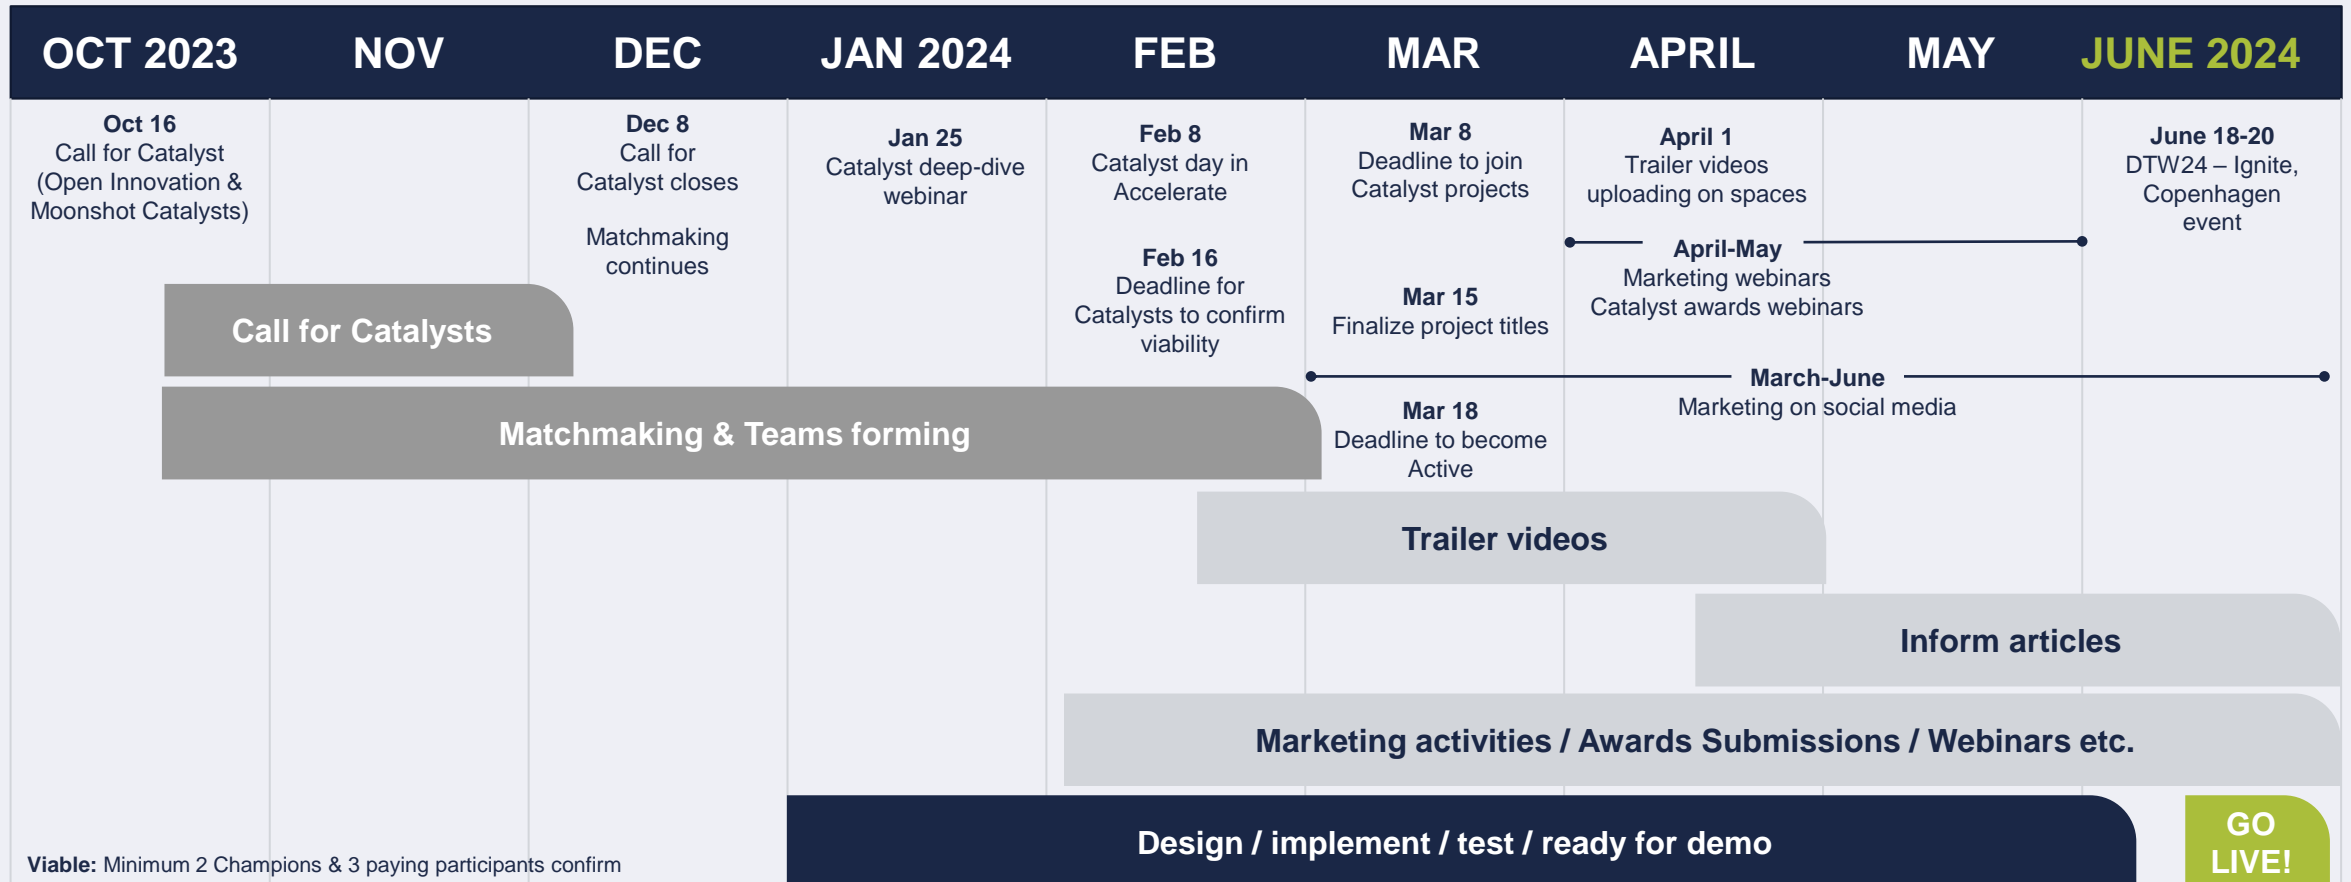 OCT 2023
NOV
DEC
JAN 2024
FEB
MAR
APRIL
MAY
JUNE 2024
Oct 16
Call for Catalyst
(Open Innovation &
Moonshot Catalysts)
Dec 8
Call for
Catalyst closes
Matchmaking
continues
Jan 25
Catalyst deep-dive
webinar
Feb 8
Catalyst day in
Accelerate
Feb 16
Deadline for
Catalysts to confirm
viability
Mar 8
Deadline to join
Catalyst projects
Mar 15
Finalize project titles
Mar 18
Deadline to become
Active
April 1
Trailer videos
uploading on spaces
April-May
Marketing webinars
Catalyst awards webinars
March-June
Marketing on social media
June 18-20
DTW24 – Ignite,
Copenhagen
event
Call for Catalysts
Matchmaking & Teams forming
Trailer videos
Inform articles
Marketing activities / Awards Submissions / Webinars etc.
Design / implement / test / ready for demo
GO
LIVE!
Viable: Minimum 2 Champions & 3 paying participants confirm